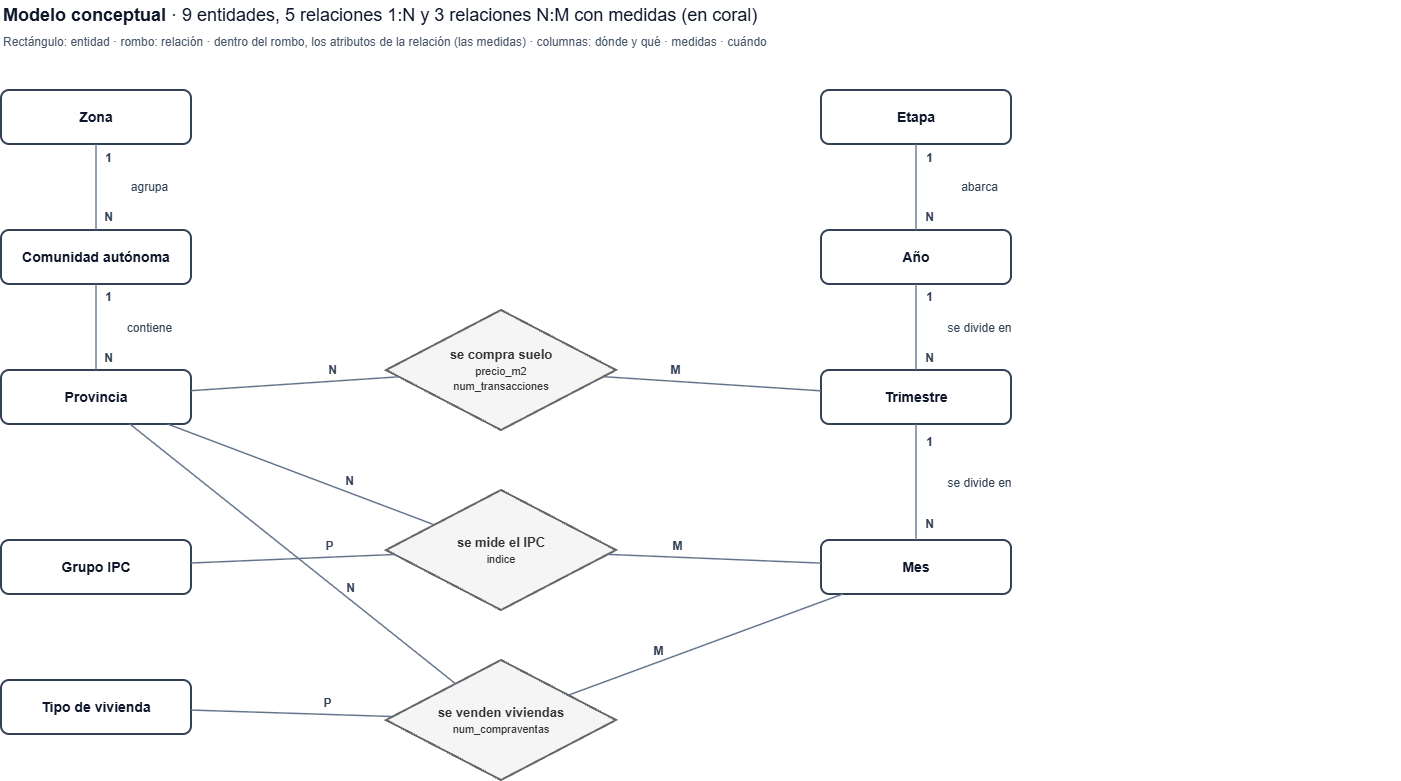 Modelo conceptual · 9 entidades, 5 relaciones 1:N y 3 relaciones N:M con medidas (en coral)
Rectángulo: entidad · rombo: relación · dentro del rombo, los atributos de la relación (las medidas) · columnas: dónde y qué · medidas · cuándo
Zona
Etapa
1
1
agrupa
abarca
N
N
Comunidad autónoma
Año
1
1
contiene
se divide en
N
N
se compra suelo
precio_m2
num_transacciones
N
M
Provincia
Trimestre
1
N
se divide en
N
se mide el IPC
indice
P
M
Grupo IPC
Mes
N
M
P
Tipo de vivienda
se venden viviendas
num_compraventas